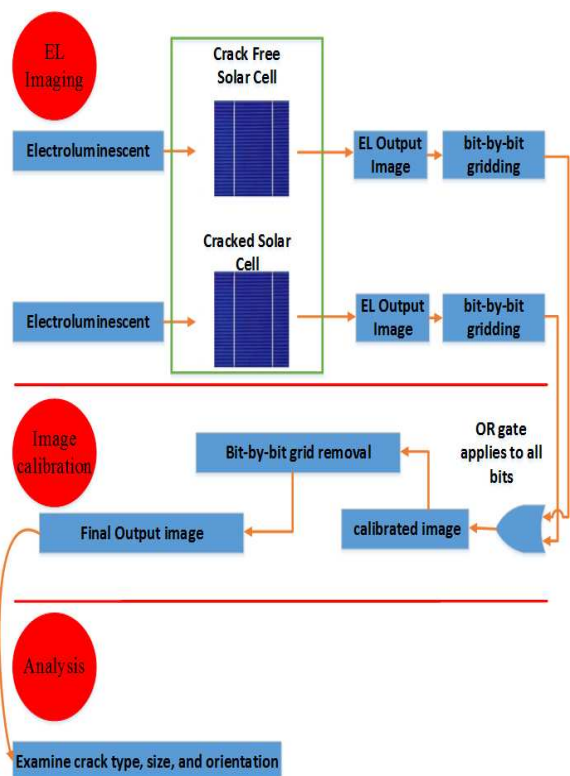 EL
Imaging
Crack Free
Solar Cell
Electroluminescent
EL Output
Image
bit-by-bit
gridding
Cracked Solar
Cell
Electroluminescent
EL Output
Image
bit-by-bit
gridding
Image
calibration
OR gate
applies to all
bits
Bit-by-bit grid removal
calibrated image
Final Output image
Analysis
Examine crack type, size, and orientation